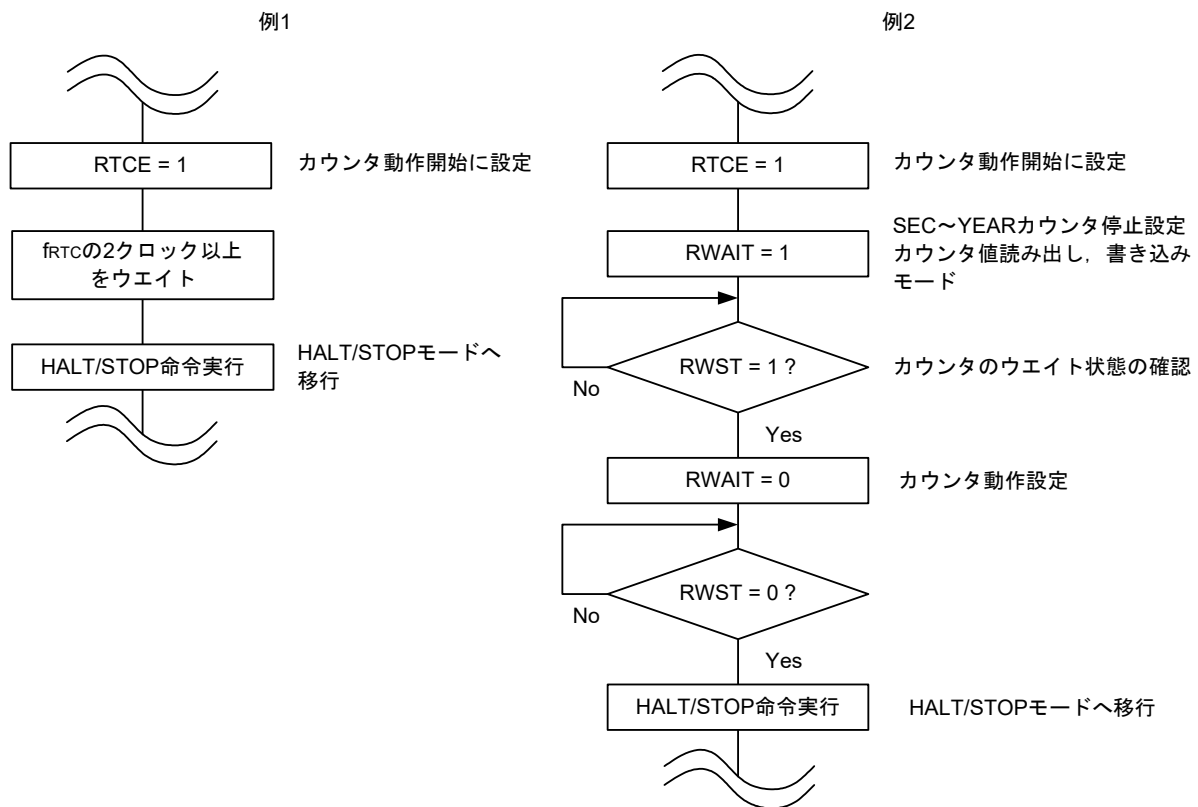 例1
RTCE = 1
カウンタ動作開始に設定
fRTCの2クロック以上
をウエイト
HALT/STOP命令実行
HALT/STOPモードへ
移行
例2
RTCE = 1
カウンタ動作開始に設定
RWAIT = 1
SEC～YEARカウンタ停止設定
カウンタ値読み出し，書き込み
モード
RWST = 1 ?
カウンタのウエイト状態の確認
No
Yes
RWAIT = 0
カウンタ動作設定
RWST = 0 ?
No
Yes
HALT/STOP命令実行
HALT/STOPモードへ移行